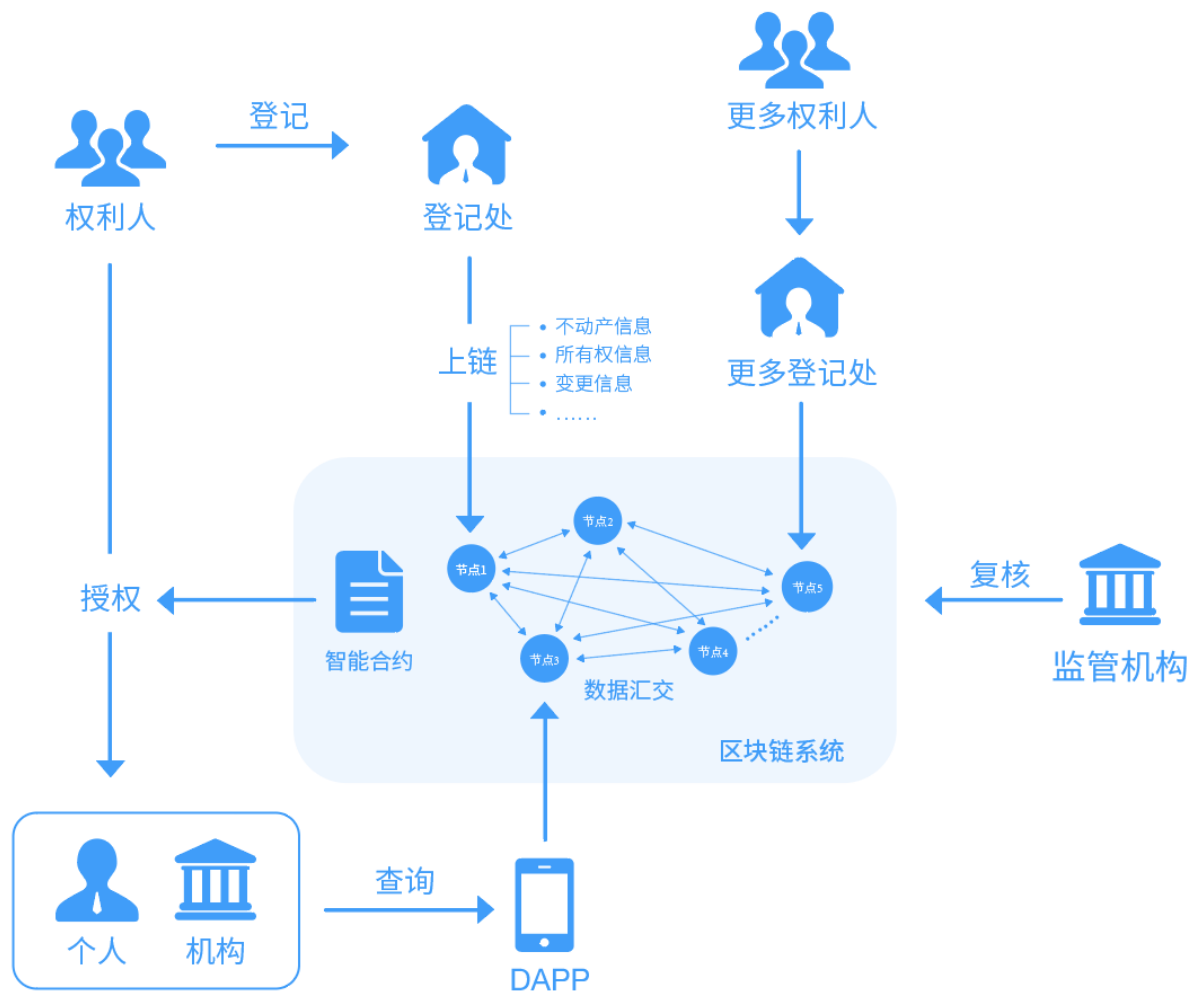 更多权利人
登记
权利人
登记处
不动产信息
上链
所有权信息
变更信息
……
更多登记处
节点2
节点1
节点5
复核
授权
节点3
节点4
智能合约
数据汇交
监管机构
区块链系统
查询
个人
机构
DAPP